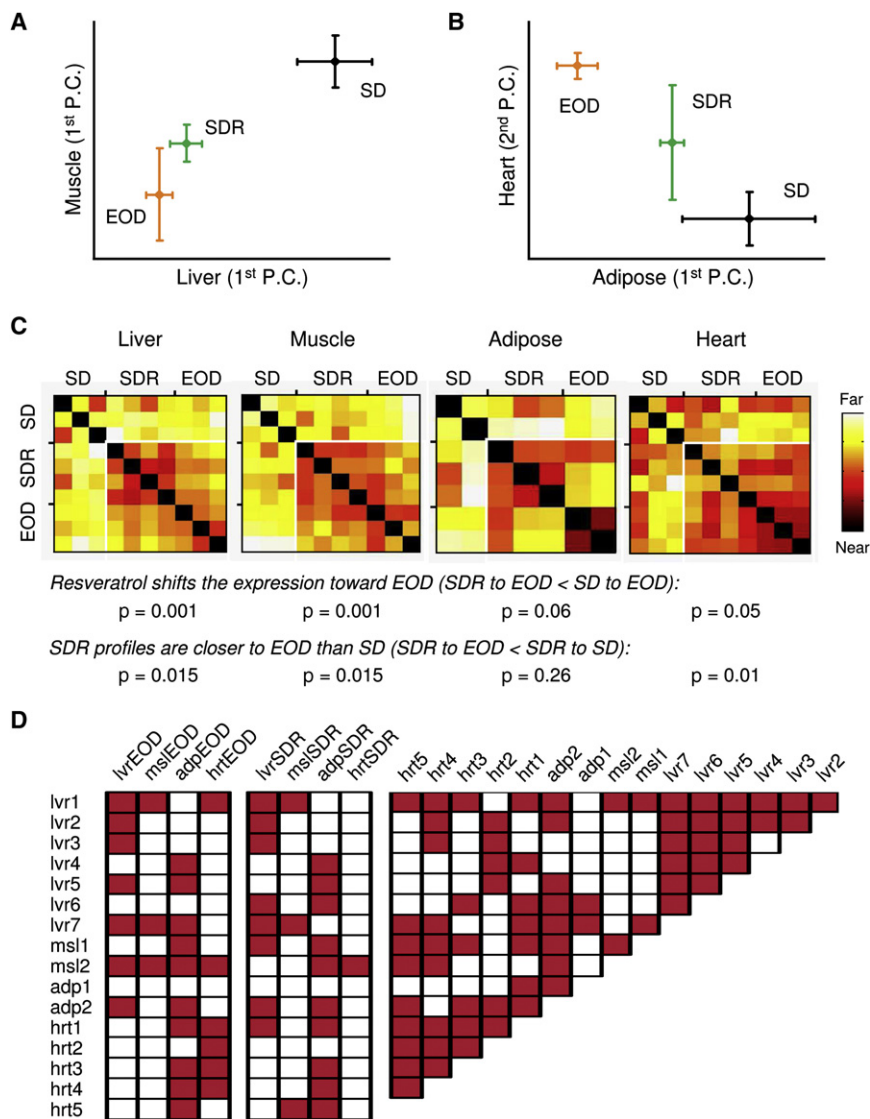 A
Muscle (1st P.C.)
SD
SDR
EOD
Liver (1st P.C.)
B
Heart (2nd P.C.)
EOD
SDR
SD
Adipose (1st P.C.)
C
Liver Muscle Adipose Heart
SD SDR EOD SD SDR EOD SD SDR EOD SD SDR EOD
SD
SDR
EOD
Far
Near
Resveratrol shifts the expression toward EOD (SDR to EOD < SD to EOD):
p = 0.001 p = 0.001 p = 0.06 p = 0.05
SDR profiles are closer to EOD than SD (SDR to EOD < SDR to SD):
p = 0.015 p = 0.015 p = 0.26 p = 0.01
D
lvrEOD mslEOD adpEOD hrtEOD lvrSDR mslSDR adpSDR hrtSDR hrt5 hrt4 hrt3 hrt2 hrt1 adp2 adp1 msl2 msl1 lvr7 lvr6 lvr5 lvr4 lvr3 lvr2
lvr1
lvr2
lvr3
lvr4
lvr5
lvr6
lvr7
msl1
msl2
adp1
adp2
hrt1
hrt2
hrt3
hrt4
hrt5